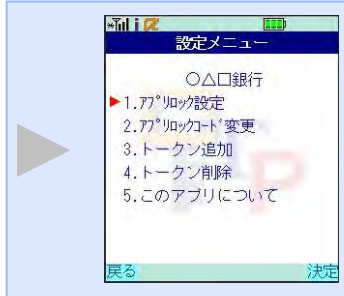 設定メニュー
○△□銀行
1.ｱﾌﾟﾘﾛｯｸ設定
2.ｱﾌﾟﾘﾛｯｸｺｰﾄﾞ変更
3.トークン追加
4.トークン削除
5.このアプリについて
戻る 決定